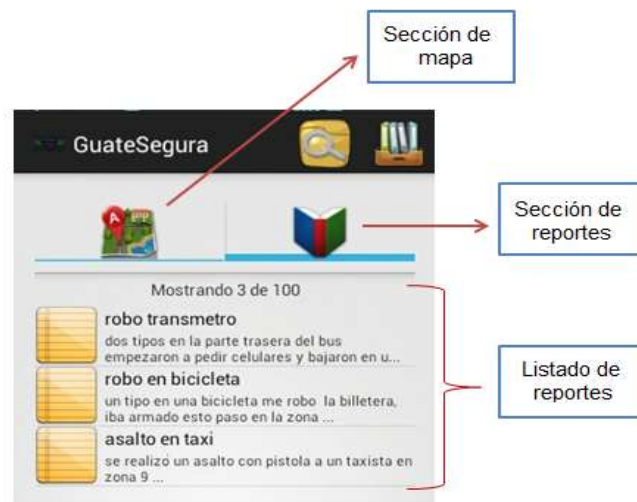 Sección de
mapa
GuateSegura
A
Sección de
reportes
Mostrando 3 de 100
robo transmetro
dos tipos en la parte trasera del bus
empezaron a pedir celulares y bajaron en u...
robo en bicicleta
un tipo en una bicicleta me robo la billetera,
iba armado esto paso en la zona ...
asalto en taxi
se realizó un asalto con pistola a un taxista en
zona 9 ...
Listado de
reportes